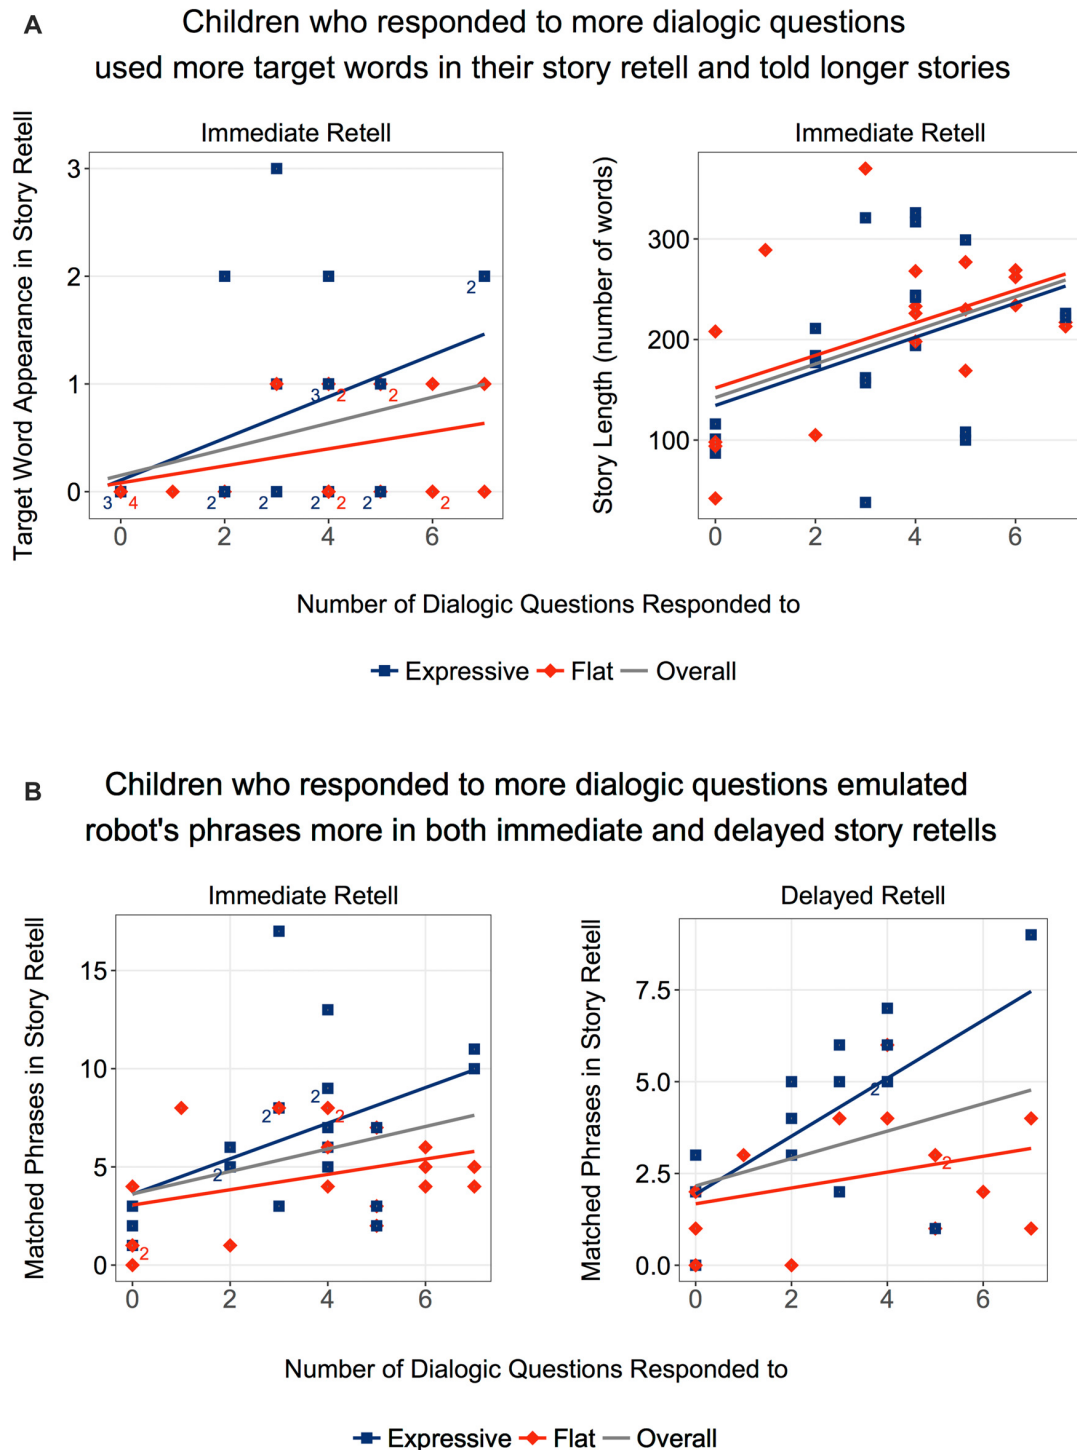 A
Children who responded to more dialogic questions
used more target words in their story retell and told longer stories
Immediate Retell
Target Word Appearance in Story Retell
3
2
1
0
2
3
2
2
3
4
2
2
2
2
2
2
0
2
4
6
Immediate Retell
Story Length (number of words)
300
200
100
0
2
4
6
Number of Dialogic Questions Responded to
Expressive Flat Overall
B
Children who responded to more dialogic questions emulated
robot's phrases more in both immediate and delayed story retells
Immediate Retell
Matched Phrases in Story Retell
15
10
5
0
2
2
2
2
2
0
2
4
6
Delayed Retell
Matched Phrases in Story Retell
7.5
5.0
2.5
0.0
2
2
0
2
4
6
Number of Dialogic Questions Responded to
Expressive Flat Overall